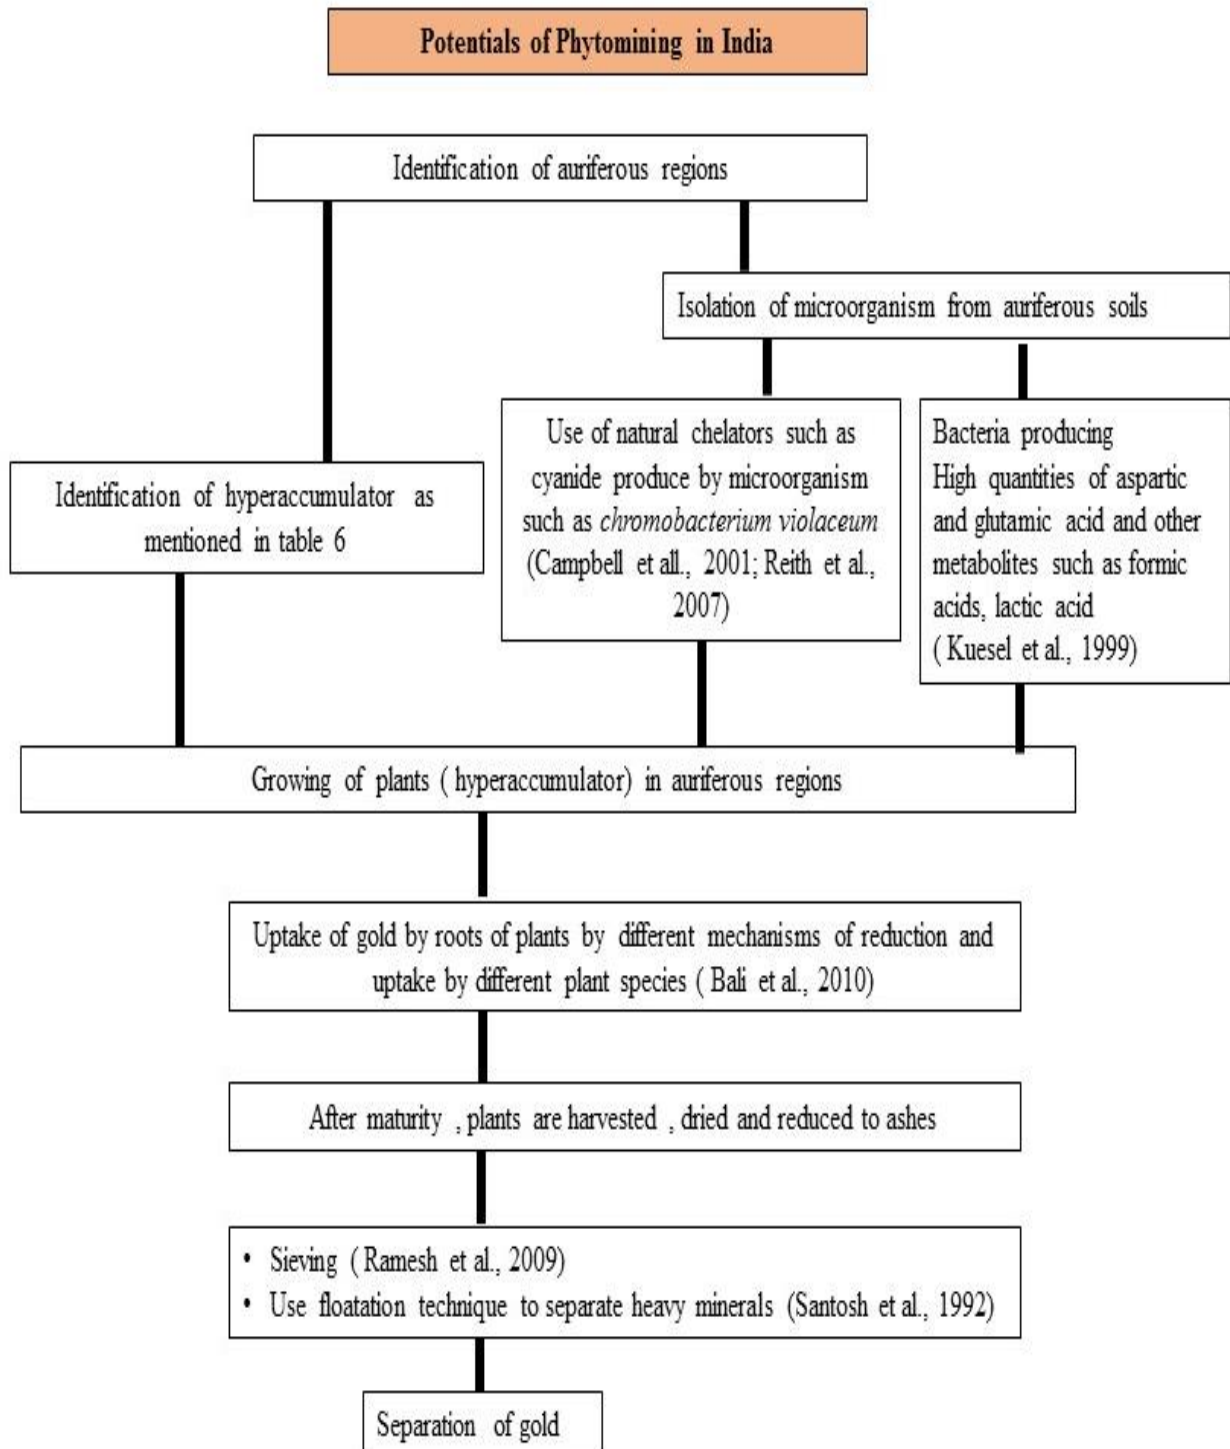 Potentials of Phytomining in India
Identification of auriferous regions
Isolation of microorganism from auriferous soils
Identification of hyperaccumulator as
mentioned in table 6
Use of natural chelators such as
cyanide produce by microorganism
such as chromobacterium violaceum
(Campbell et all., 2001; Reith et al.,
2007)
Bacteria producing
High quantities of aspartic
and glutamic acid and other
metabolites such as formic
acids, lactic acid
( Kuesel et al., 1999)
Growing of plants ( hyperaccumulator) in auriferous regions
Uptake of gold by roots of plants by different mechanisms of reduction and
uptake by different plant species ( Bali et al., 2010)
After maturity , plants are harvested , dried and reduced to ashes
• Sieving ( Ramesh et al., 2009)
• Use floatation technique to separate heavy minerals (Santosh et al., 1992)
Separation of gold